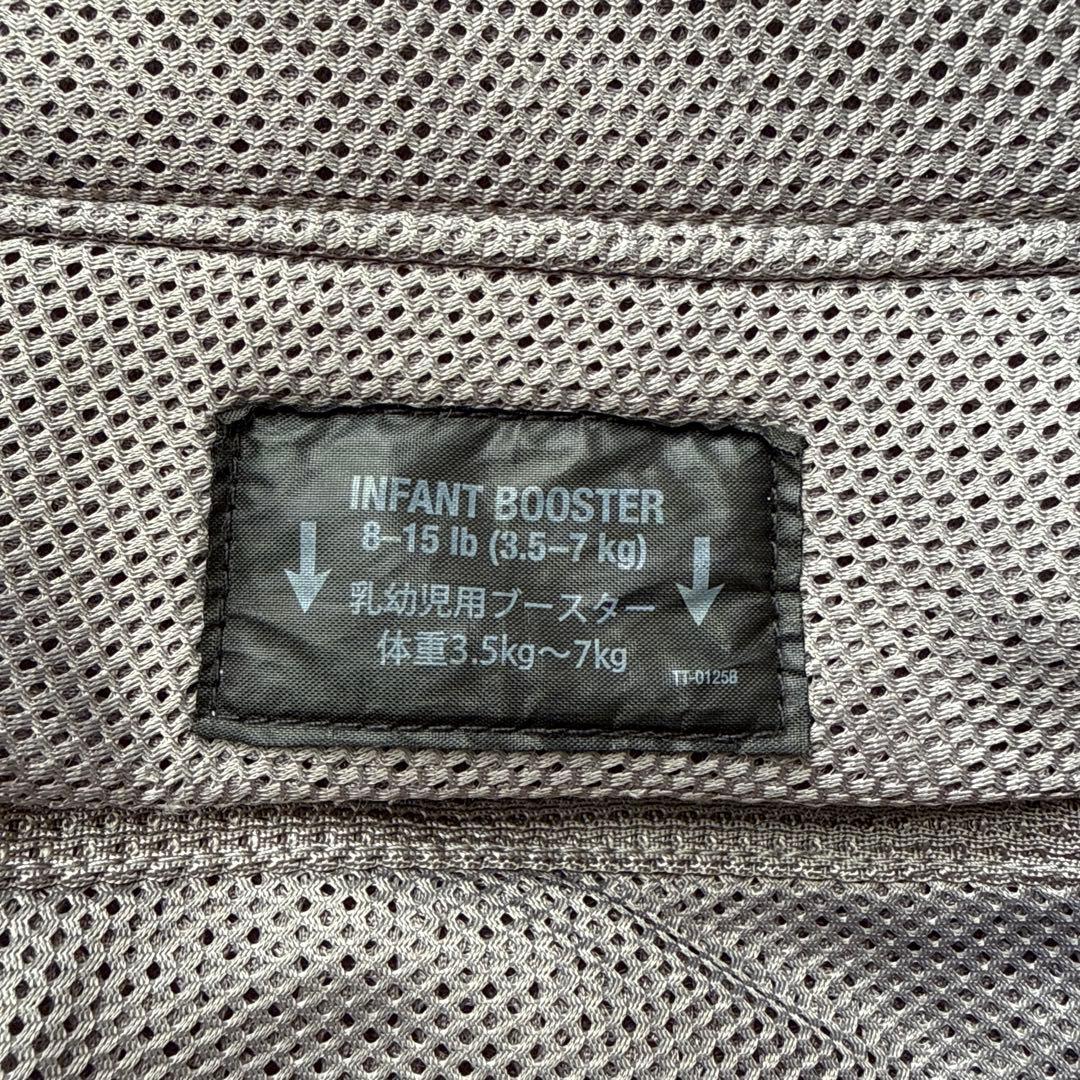 INFANT BOOSTER
8–15 lb (3.5–7 kg)
乳幼児用ブースター
体重3.5kg～7kg
TT-0125B